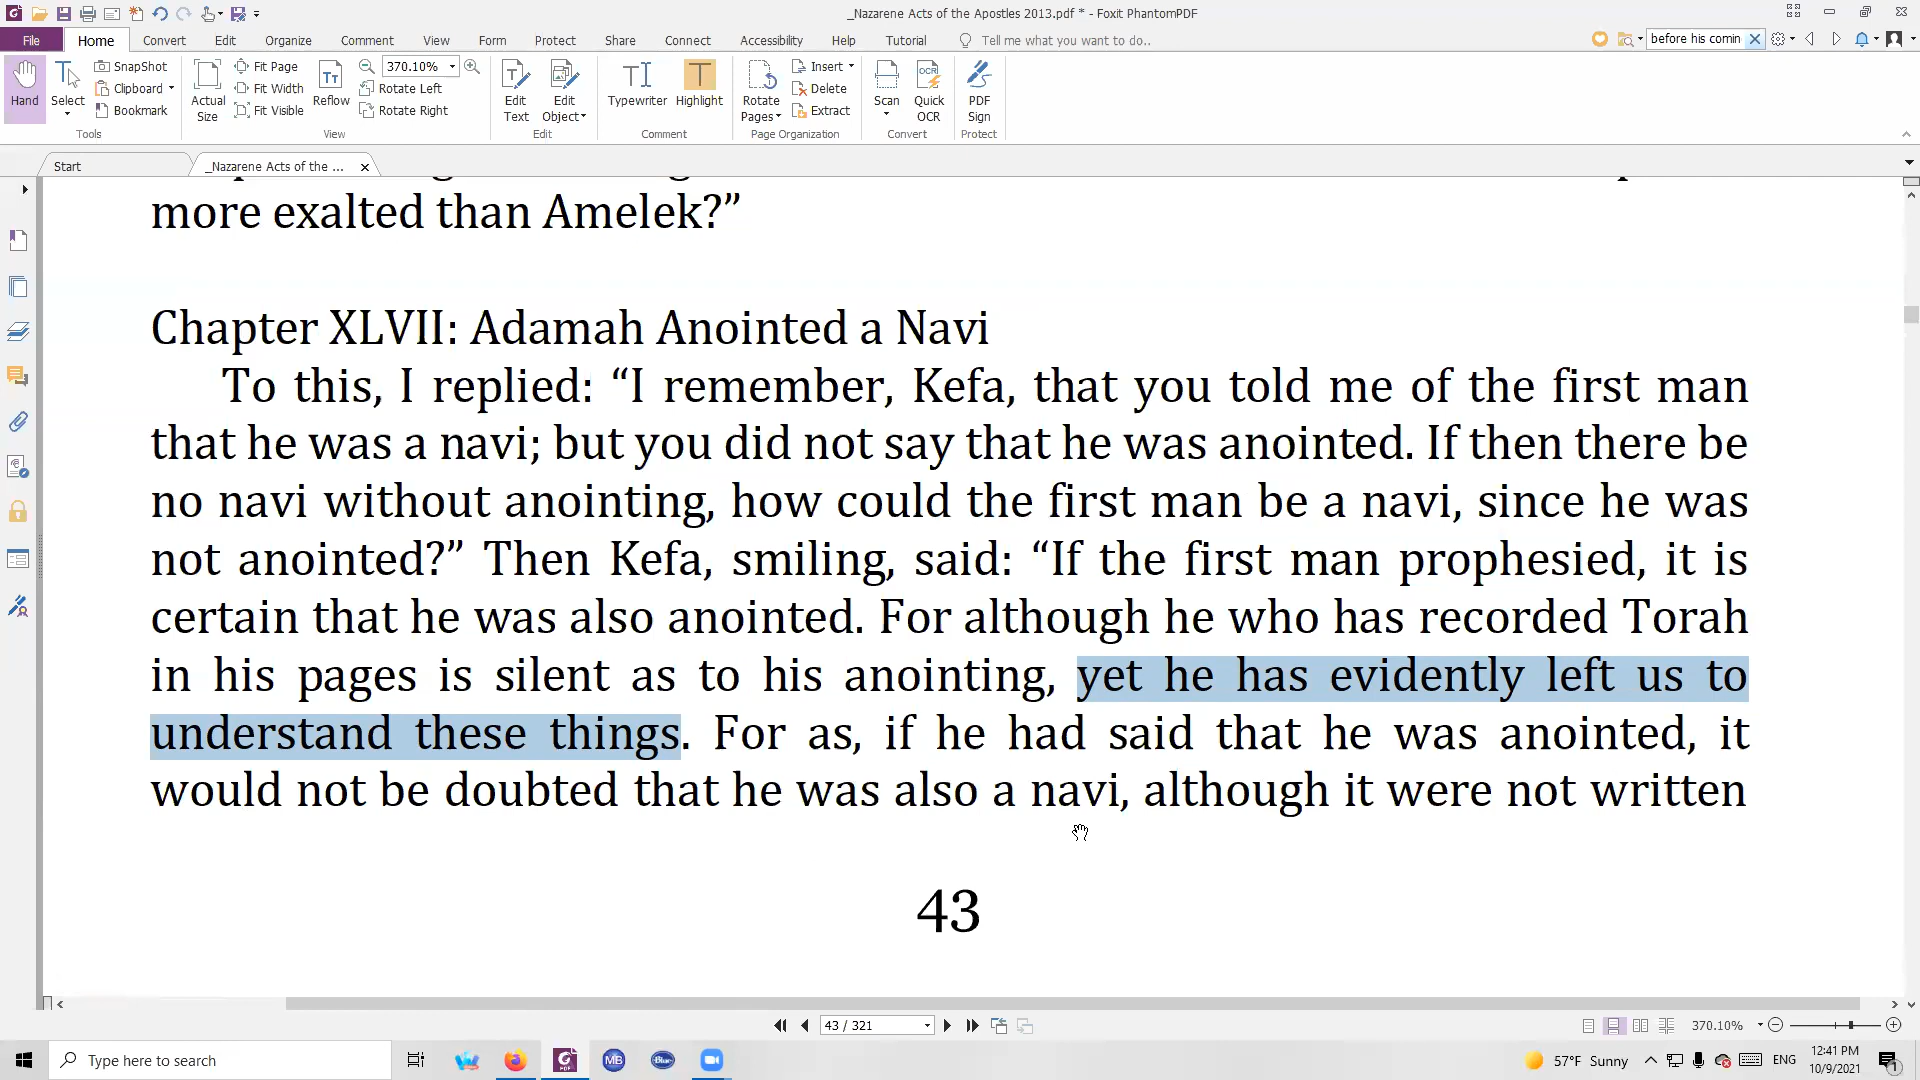 _Nazarene Acts of the Apostles 2013.pdf * - Foxit PhantomPDF
File Home Convert Edit Organize Comment View Form Protect Share Connect Accessibility Help Tutorial Tell me what you want to do.. before his comin
Hand
Select
SnapShot
Clipboard
Bookmark
Tools
Actual Size
Fit Page
Fit Width
Fit Visible
Reflow
370.10%
Rotate Left
Rotate Right
View
Edit Text
Edit Object
Edit
Typewriter
Highlight
Comment
Rotate Pages
Insert
Delete
Extract
Page Organization
Scan
Quick OCR
Convert
PDF Sign
Protect
Start
_Nazarene Acts of the ...
more exalted than Amelek?”
Chapter XLVII: Adamah Anointed a Navi
To this, I replied: “I remember, Kefa, that you told me of the first man
that he was a navi; but you did not say that he was anointed. If then there be
no navi without anointing, how could the first man be a navi, since he was
not anointed?” Then Kefa, smiling, said: “If the first man prophesied, it is
certain that he was also anointed. For although he who has recorded Torah
in his pages is silent as to his anointing, yet he has evidently left us to
understand these things. For as, if he had said that he was anointed, it
would not be doubted that he was also a navi, although it were not written
43
43 / 321
370.10%
Type here to search
57°F Sunny
ENG
12:41 PM
10/9/2021